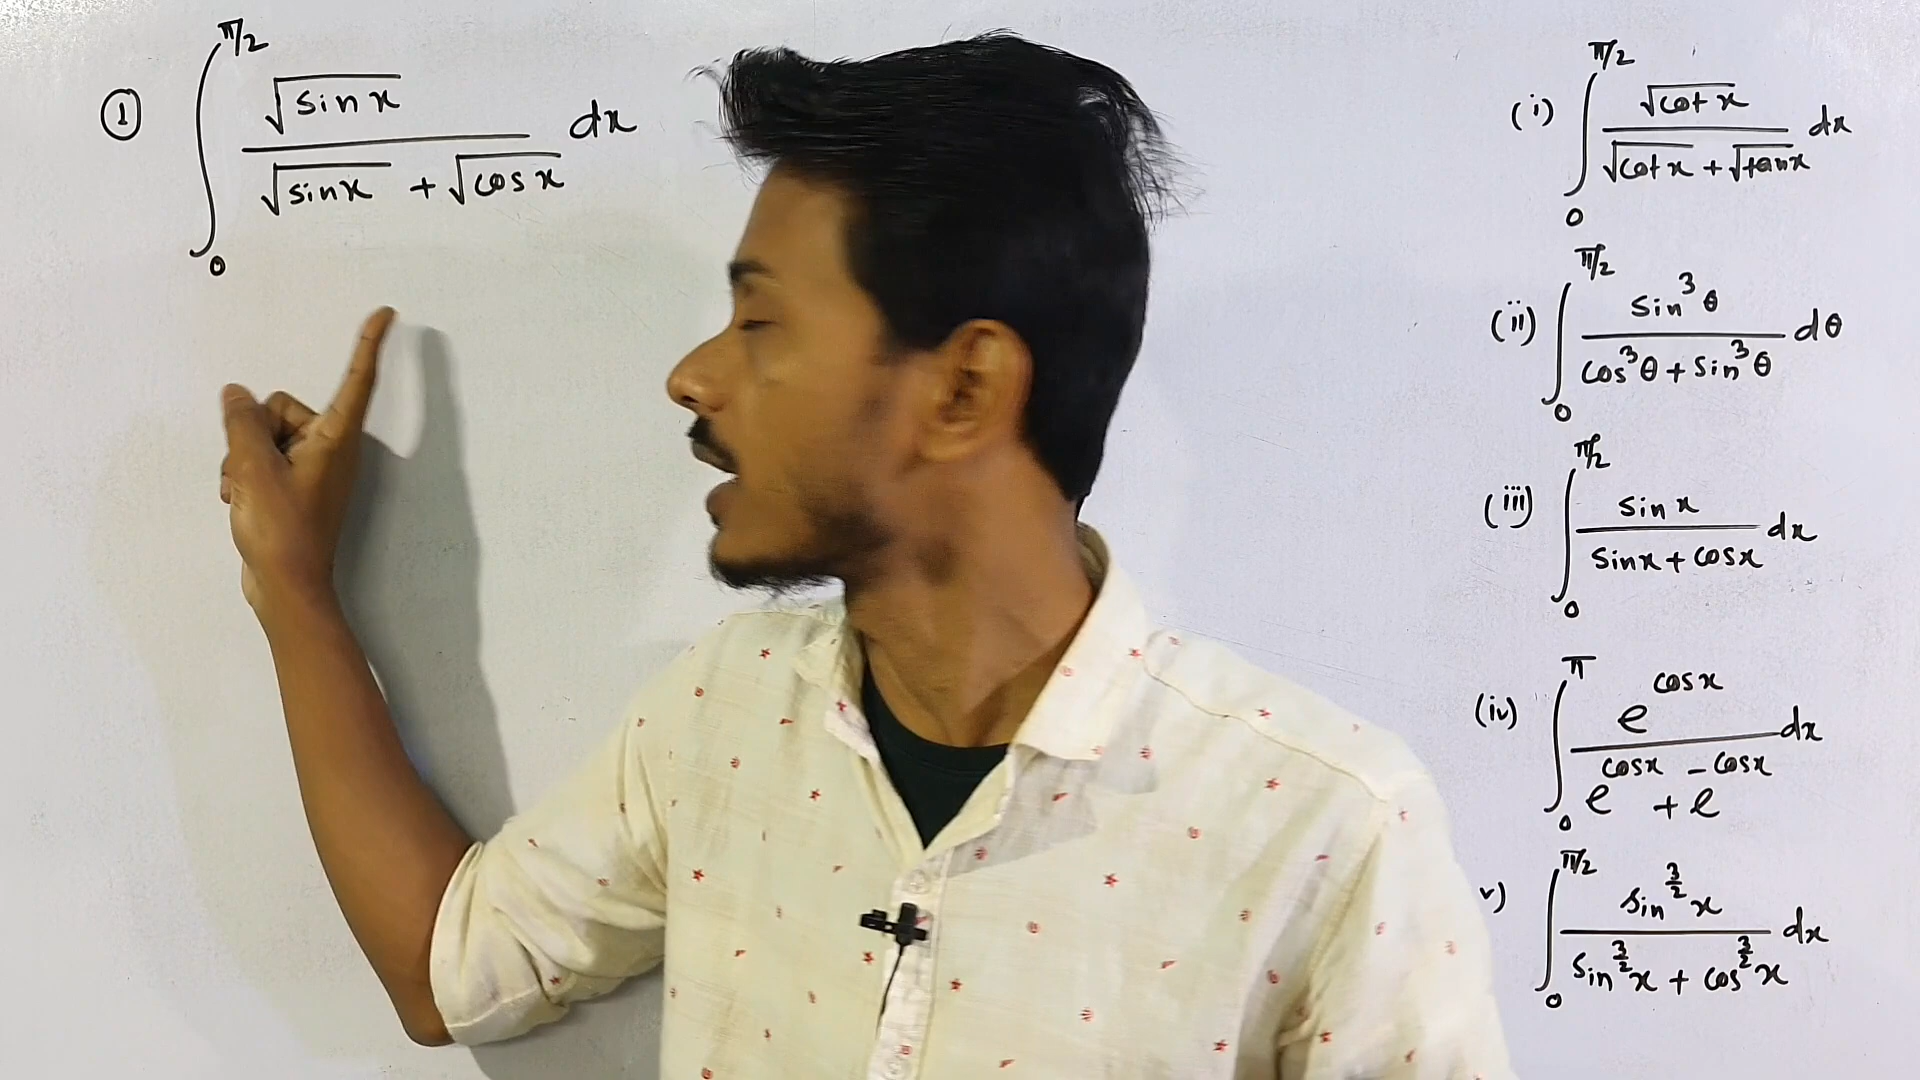 ① ∫₀^{π/2} √(sin x) / (√(sin x) + √(cos x)) dx
(i) ∫₀^{π/2} √(cot x) / (√(cot x) + √(tan x)) dx
(ii) ∫₀^{π/2} sin³θ / (cos³θ + sin³θ) dθ
(iii) ∫₀^{π/2} sin x / (sin x + cos x) dx
(iv) ∫₀^{π} e^{cos x} / (e^{cos x} + e^{-cos x}) dx
v) ∫₀^{π/2} sin^{3/2} x / (sin^{3/2} x + cos^{3/2} x) dx